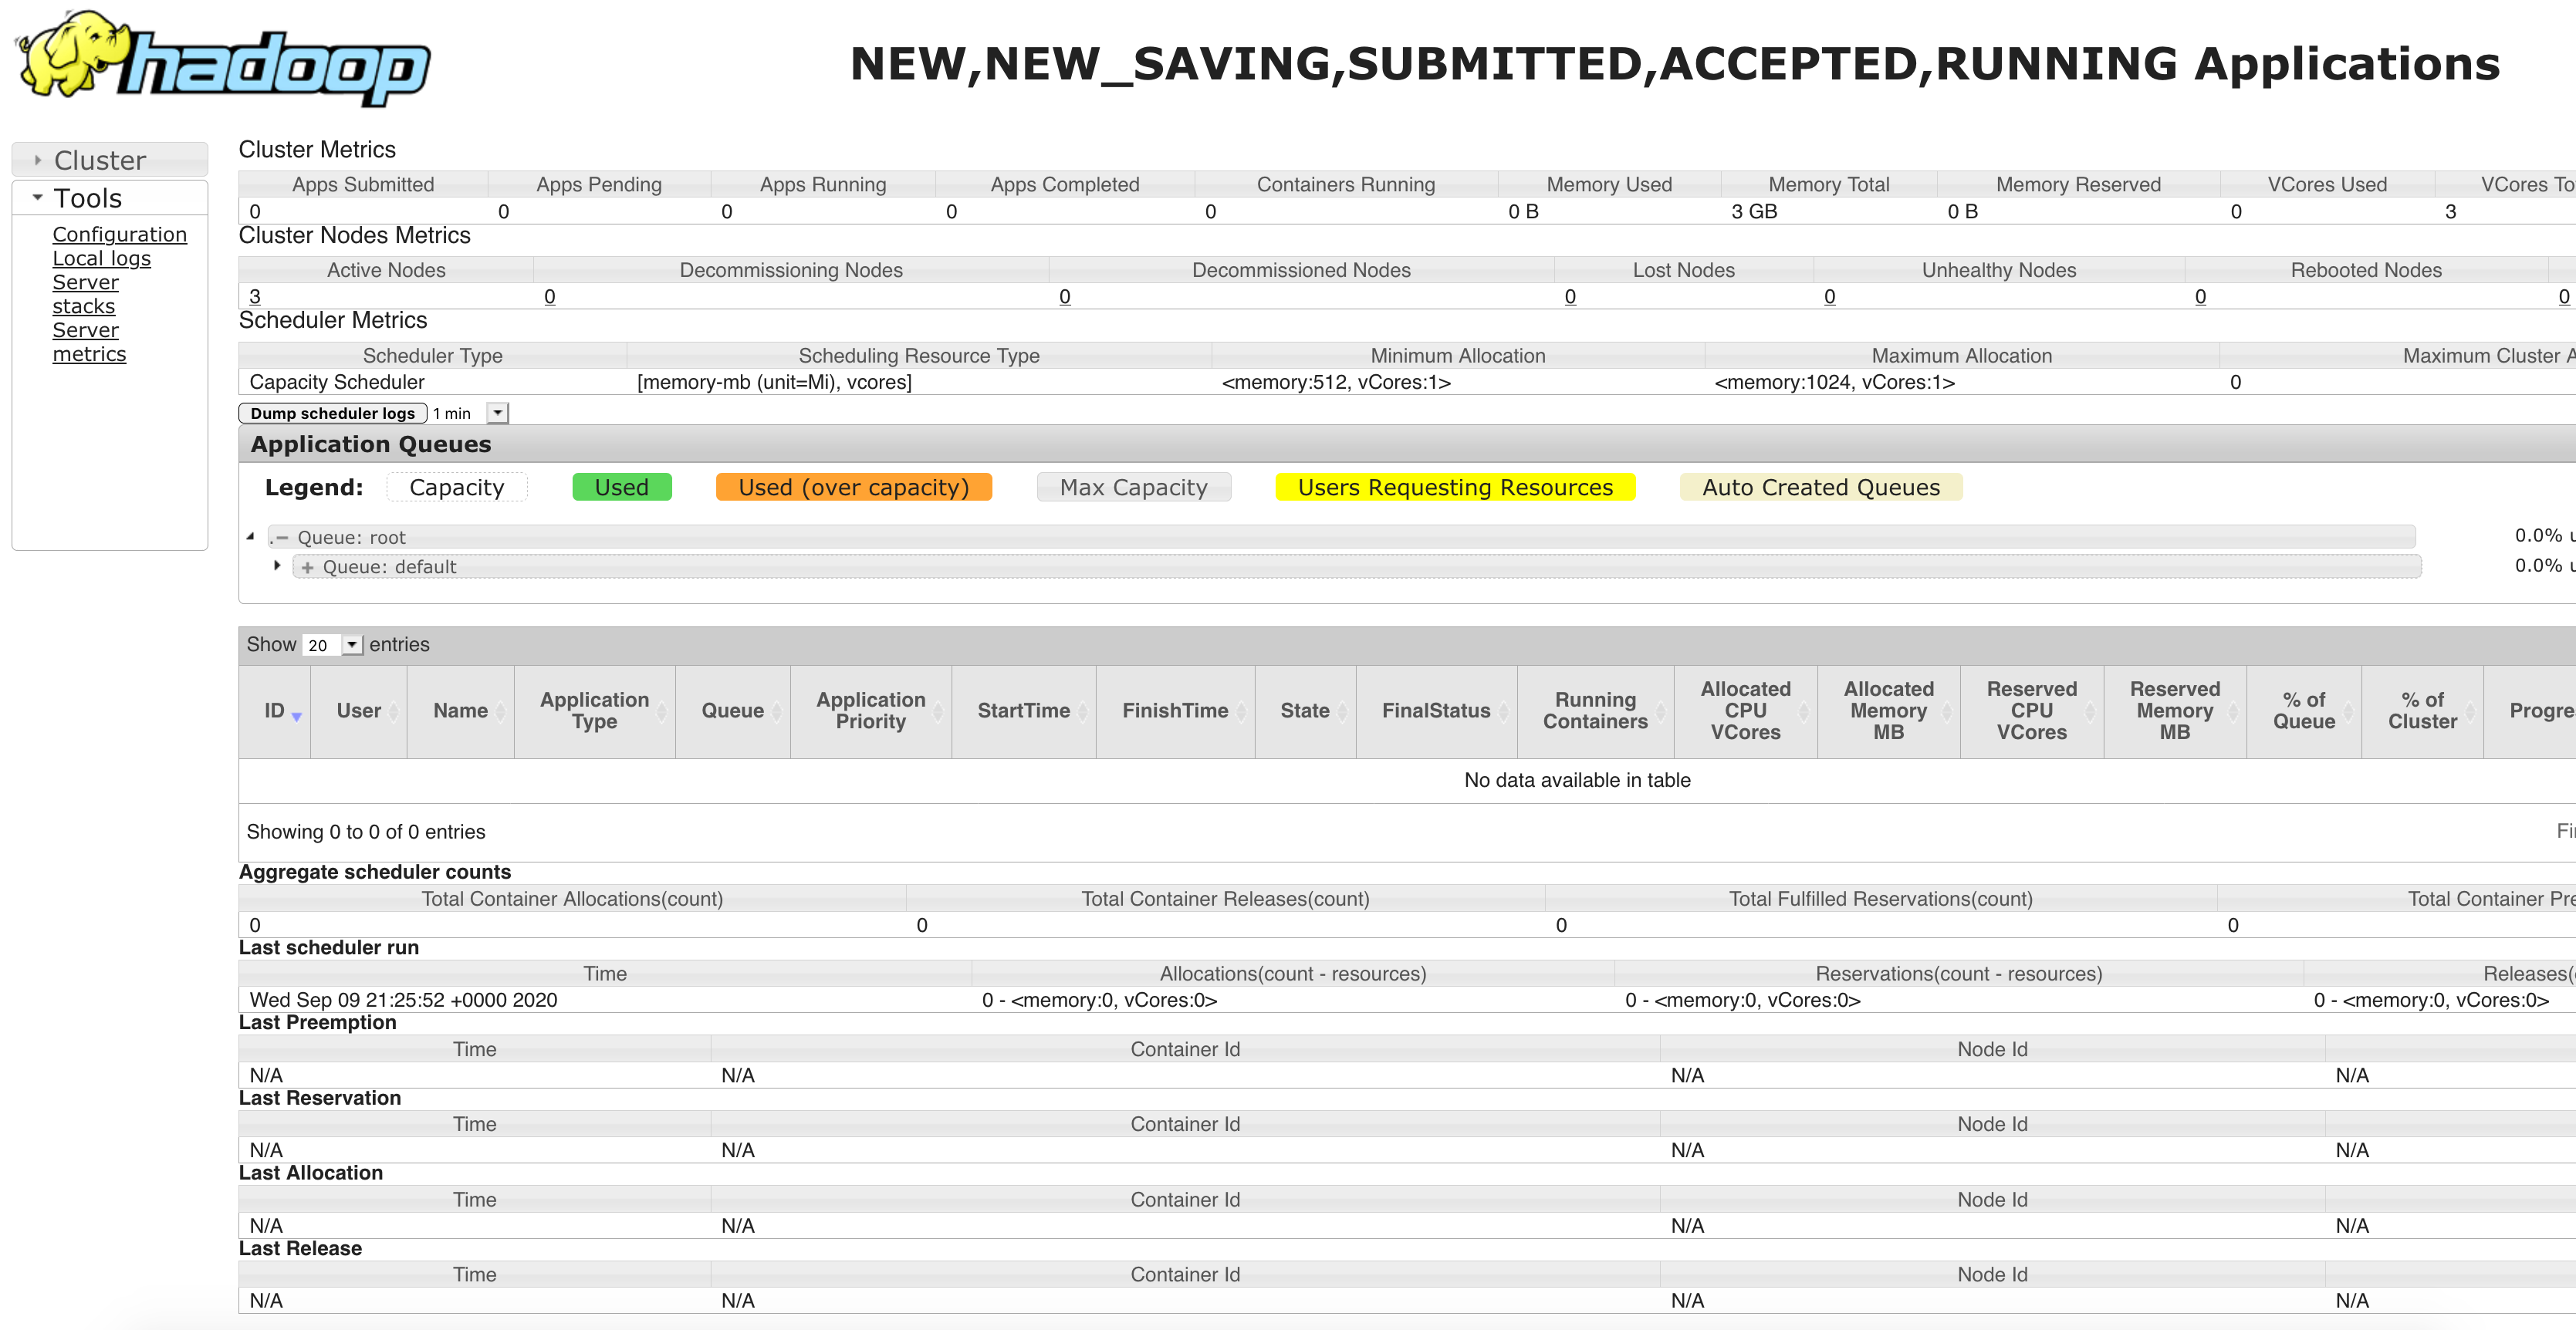 hadoop
NEW,NEW_SAVING,SUBMITTED,ACCEPTED,RUNNING Applications
Cluster
Tools
Configuration
Local logs
Server
stacks
Server
metrics
Cluster Metrics
Apps Submitted Apps Pending Apps Running Apps Completed Containers Running Memory Used Memory Total Memory Reserved VCores Used VCores To
0 0 0 0 0 0 B 3 GB 0 B 0 3
Cluster Nodes Metrics
Active Nodes Decommissioning Nodes Decommissioned Nodes Lost Nodes Unhealthy Nodes Rebooted Nodes
3 0 0 0 0 0 0
Scheduler Metrics
Scheduler Type Scheduling Resource Type Minimum Allocation Maximum Allocation Maximum Cluster A
Capacity Scheduler [memory-mb (unit=Mi), vcores] <memory:512, vCores:1> <memory:1024, vCores:1> 0
Dump scheduler logs 1 min
Application Queues
Legend: Capacity Used Used (over capacity) Max Capacity Users Requesting Resources Auto Created Queues
.– Queue: root 0.0% u
+ Queue: default 0.0% u
Show 20 entries
ID User Name Application Type Queue Application Priority StartTime FinishTime State FinalStatus Running Containers Allocated CPU VCores Allocated Memory MB Reserved CPU VCores Reserved Memory MB % of Queue % of Cluster Progre
No data available in table
Showing 0 to 0 of 0 entries Fi
Aggregate scheduler counts
Total Container Allocations(count) Total Container Releases(count) Total Fulfilled Reservations(count) Total Container Pre
0 0 0 0
Last scheduler run
Time Allocations(count - resources) Reservations(count - resources) Releases(
Wed Sep 09 21:25:52 +0000 2020 0 - <memory:0, vCores:0> 0 - <memory:0, vCores:0> 0 - <memory:0, vCores:0>
Last Preemption
Time Container Id Node Id
N/A N/A N/A N/A
Last Reservation
Time Container Id Node Id
N/A N/A N/A N/A
Last Allocation
Time Container Id Node Id
N/A N/A N/A N/A
Last Release
Time Container Id Node Id
N/A N/A N/A N/A